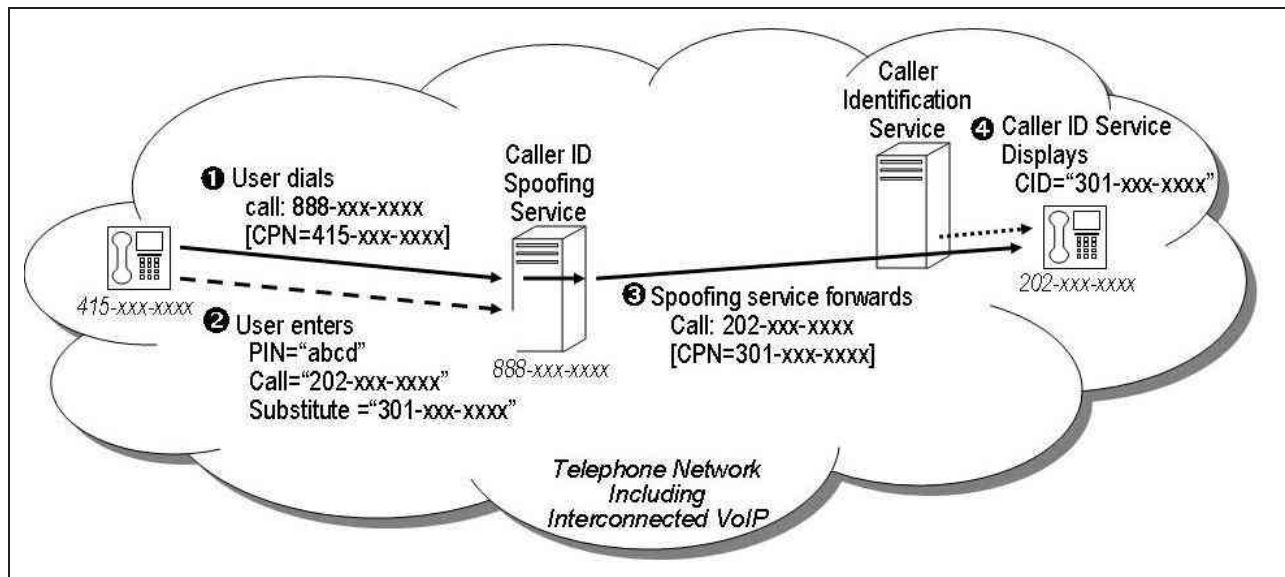 ❶ User dials
call: 888-xxx-xxxx
[CPN=415-xxx-xxxx]
415-xxx-xxxx
❷ User enters
PIN="abcd"
Call="202-xxx-xxxx"
Substitute ="301-xxx-xxxx"
Caller ID
Spoofing
Service
888-xxx-xxxx
❸ Spoofing service forwards
Call: 202-xxx-xxxx
[CPN=301-xxx-xxxx]
Caller
Identification
Service
❹ Caller ID Service
Displays
CID="301-xxx-xxxx"
202-xxx-xxxx
Telephone Network
Including
Interconnected VoIP